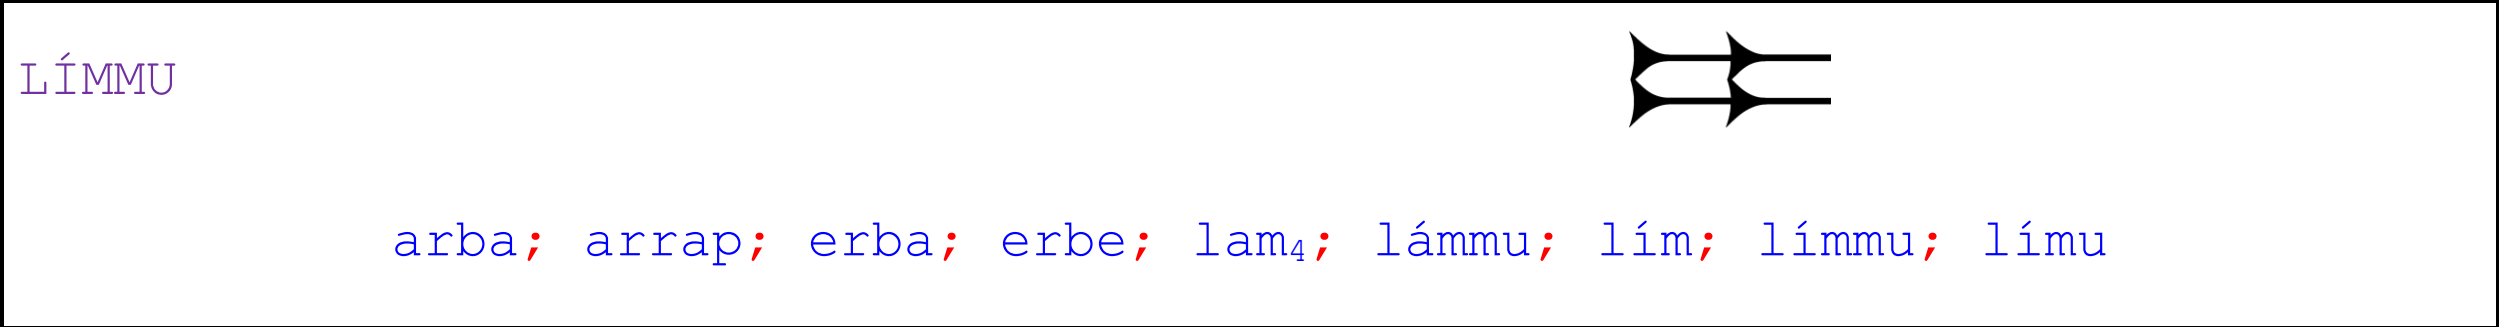 LÍMMU 𒇹
arba; arrap; erba; erbe; lam₄; lámmu; lím; límmu; límu